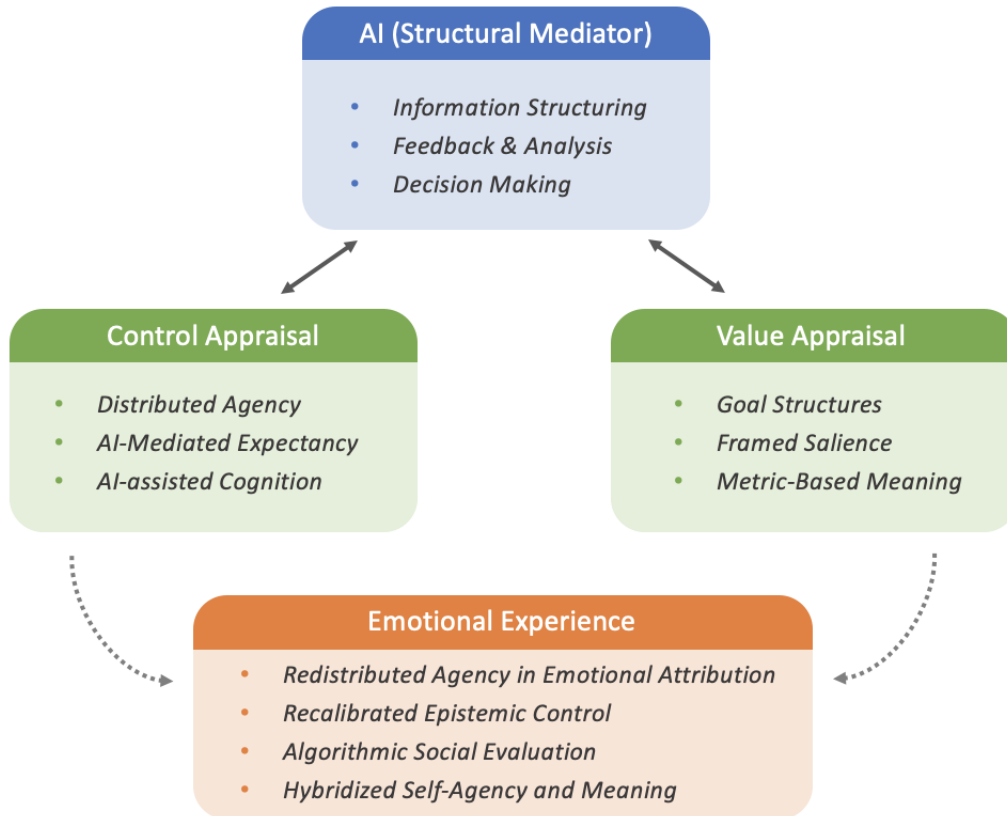 AI (Structural Mediator)
• Information Structuring
• Feedback & Analysis
• Decision Making
Control Appraisal
• Distributed Agency
• AI-Mediated Expectancy
• AI-assisted Cognition
Value Appraisal
• Goal Structures
• Framed Salience
• Metric-Based Meaning
Emotional Experience
• Redistributed Agency in Emotional Attribution
• Recalibrated Epistemic Control
• Algorithmic Social Evaluation
• Hybridized Self-Agency and Meaning